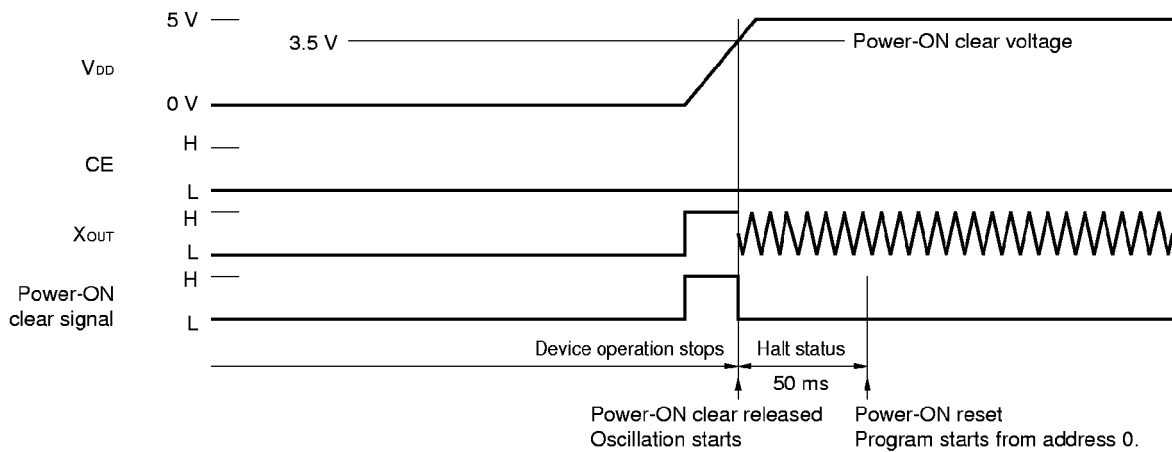 5 V
3.5 V
Power-ON clear voltage
VDD
0 V
H
CE
L
H
XOUT
L
H
Power-ON
clear signal
L
Device operation stops
Halt status
50 ms
Power-ON clear released
Oscillation starts
Power-ON reset
Program starts from address 0.